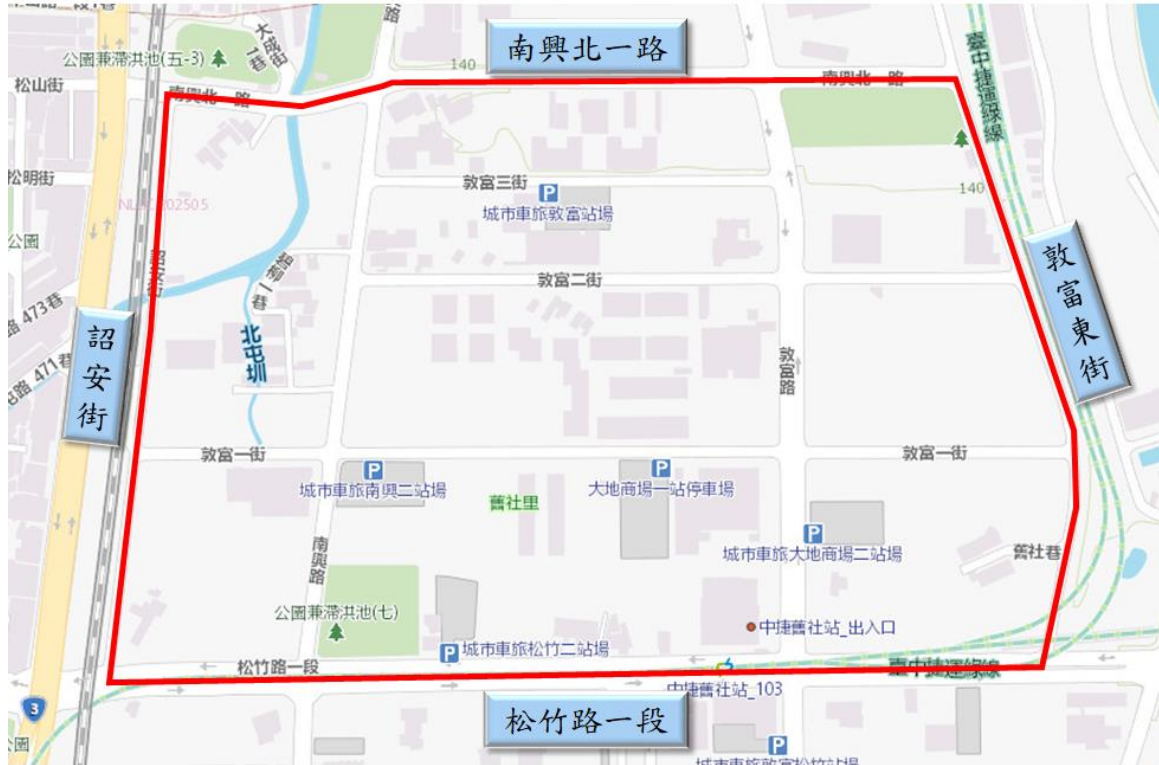 大成街
1巷
公園兼滯洪池(五-3)
松山街
140
南興北一路
南興北一路
南興北一路
臺中捷運綠線
松明街
敦富三街
140
城市車旅敦富站場
公園
敦富二街
敦富東街
473巷
471巷
詔安街
北屯圳
敦富路
敦富一街
敦富一街
城市車旅南興二站場
大地商場一站停車場
舊社里
城市車旅大地商場二站場
舊社巷
南興路
公園兼滯洪池(七)
中捷舊社站_出入口
城市車旅松竹二站場
松竹路一段
臺中捷運綠線
中捷舊社站_103
3
松竹路一段